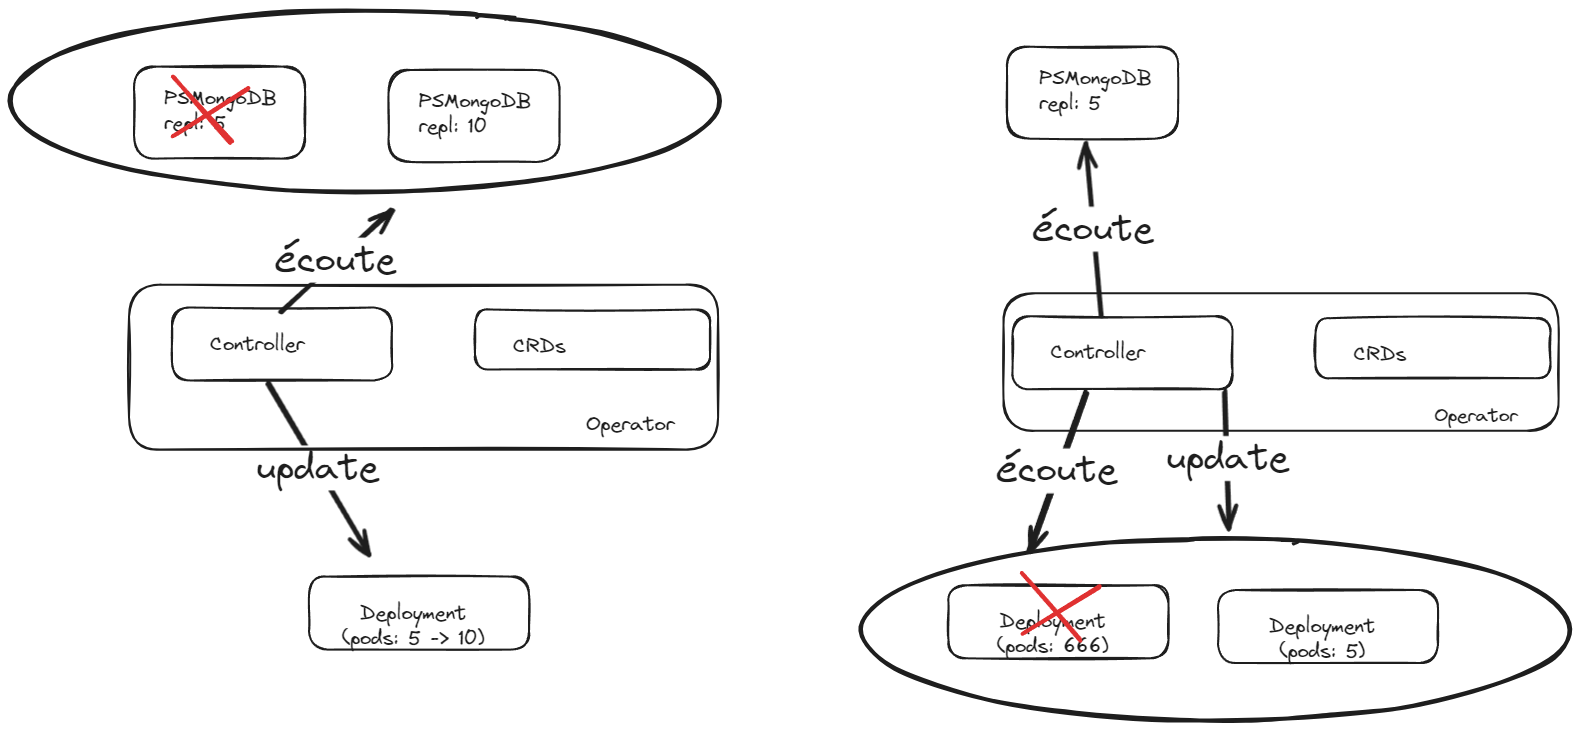 PSMongoDB
repl: 5
PSMongoDB
repl: 10
écoute
Controller
CRDs
Operator
update
Deployment
(pods: 5 -> 10)
PSMongoDB
repl: 5
écoute
Controller
CRDs
Operator
écoute
update
Deployment
(pods: 666)
Deployment
(pods: 5)